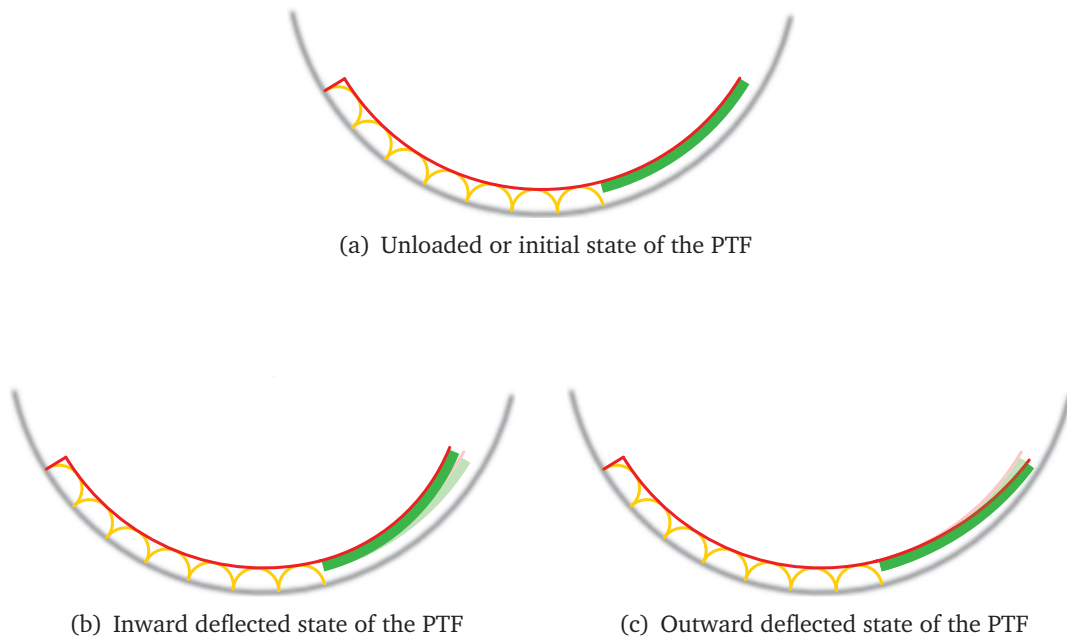 (a) Unloaded or initial state of the PTF
(b) Inward deflected state of the PTF
(c) Outward deflected state of the PTF